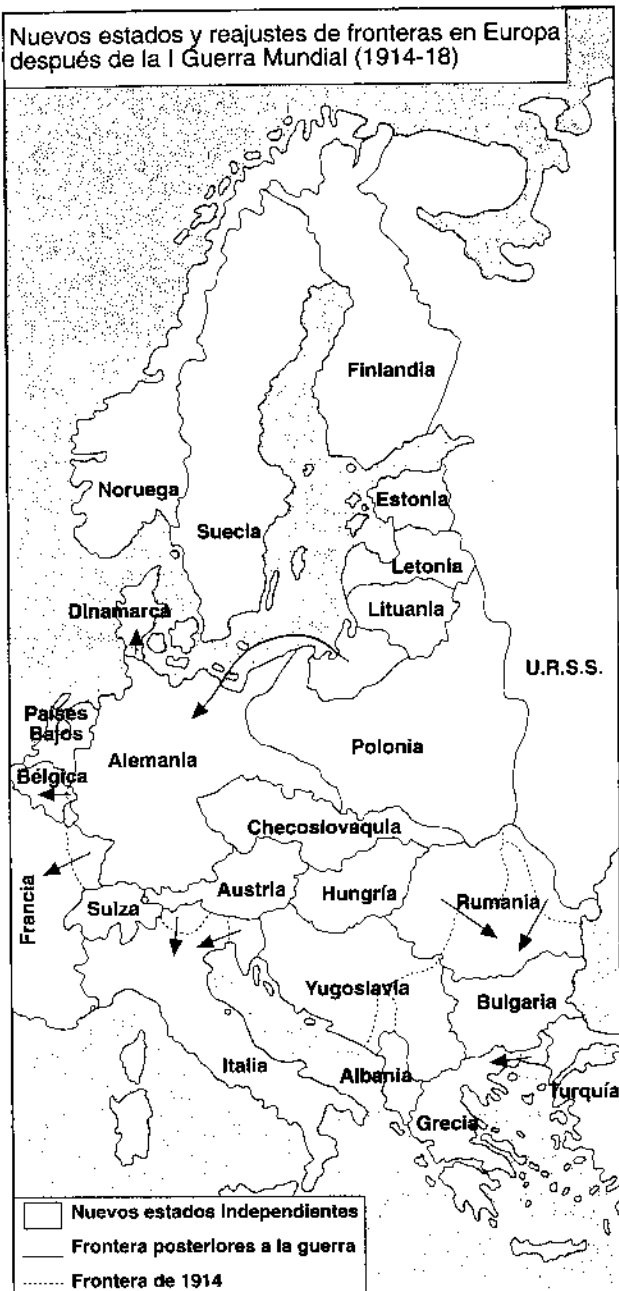 Nuevos estados y reajustes de fronteras en Europa
después de la I Guerra Mundial (1914-18)
Finlandia
Noruega
Estonia
Suecia
Letonia
Dinamarca
Lituania
U.R.S.S.
Países
Bajos
Polonia
Alemania
Bélgica
Checoslovaquia
Austria
Hungría
Francia
Suiza
Rumania
Yugoslavia
Bulgaria
Italia
Albania
Turquía
Grecia
Nuevos estados Independientes
Frontera posteriores a la guerra
Frontera de 1914